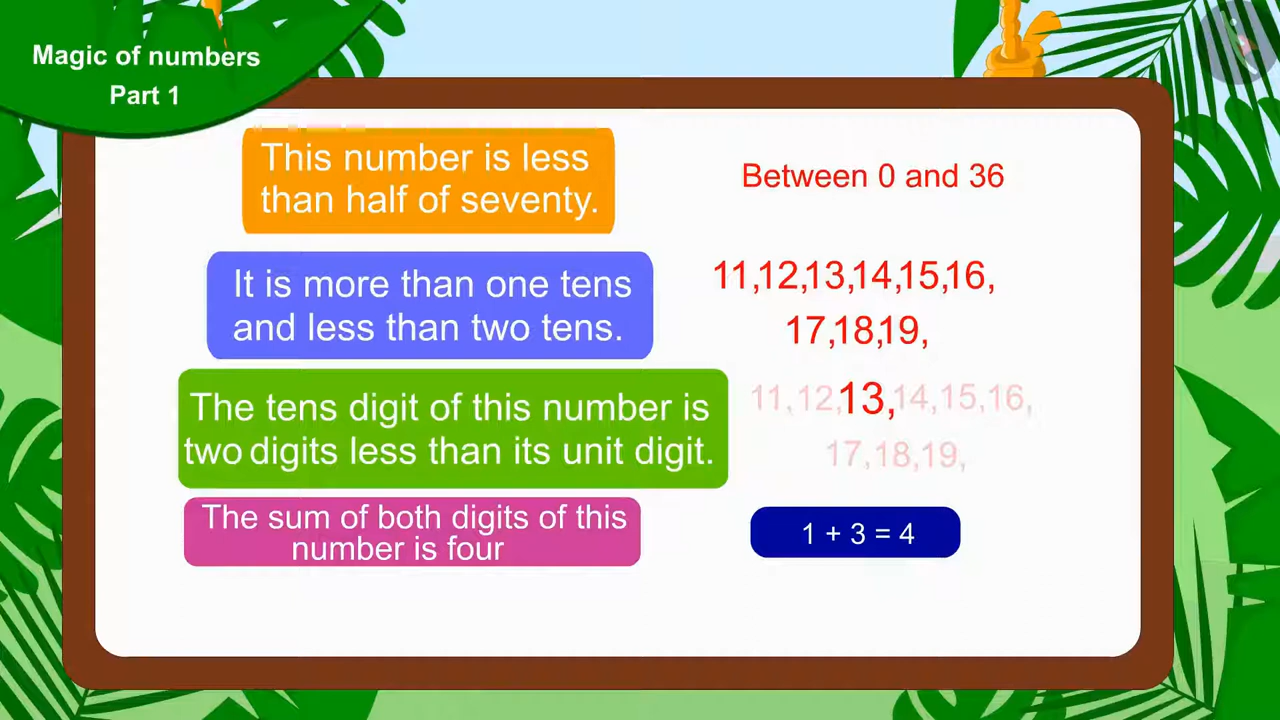 Magic of numbers
Part 1
This number is less
than half of seventy.
Between 0 and 36
It is more than one tens
and less than two tens.
11,12,13,14,15,16,
17,18,19,
The tens digit of this number is
two digits less than its unit digit.
11,12,13,14,15,16,
17,18,19,
The sum of both digits of this
number is four
1 + 3 = 4